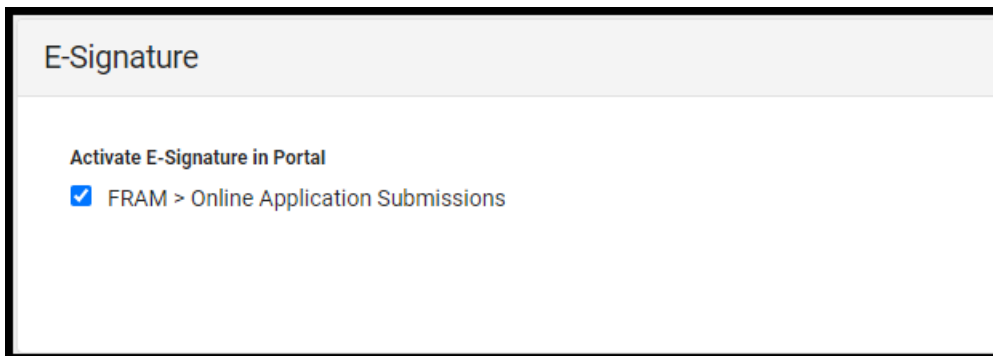 E-Signature
Activate E-Signature in Portal
FRAM > Online Application Submissions